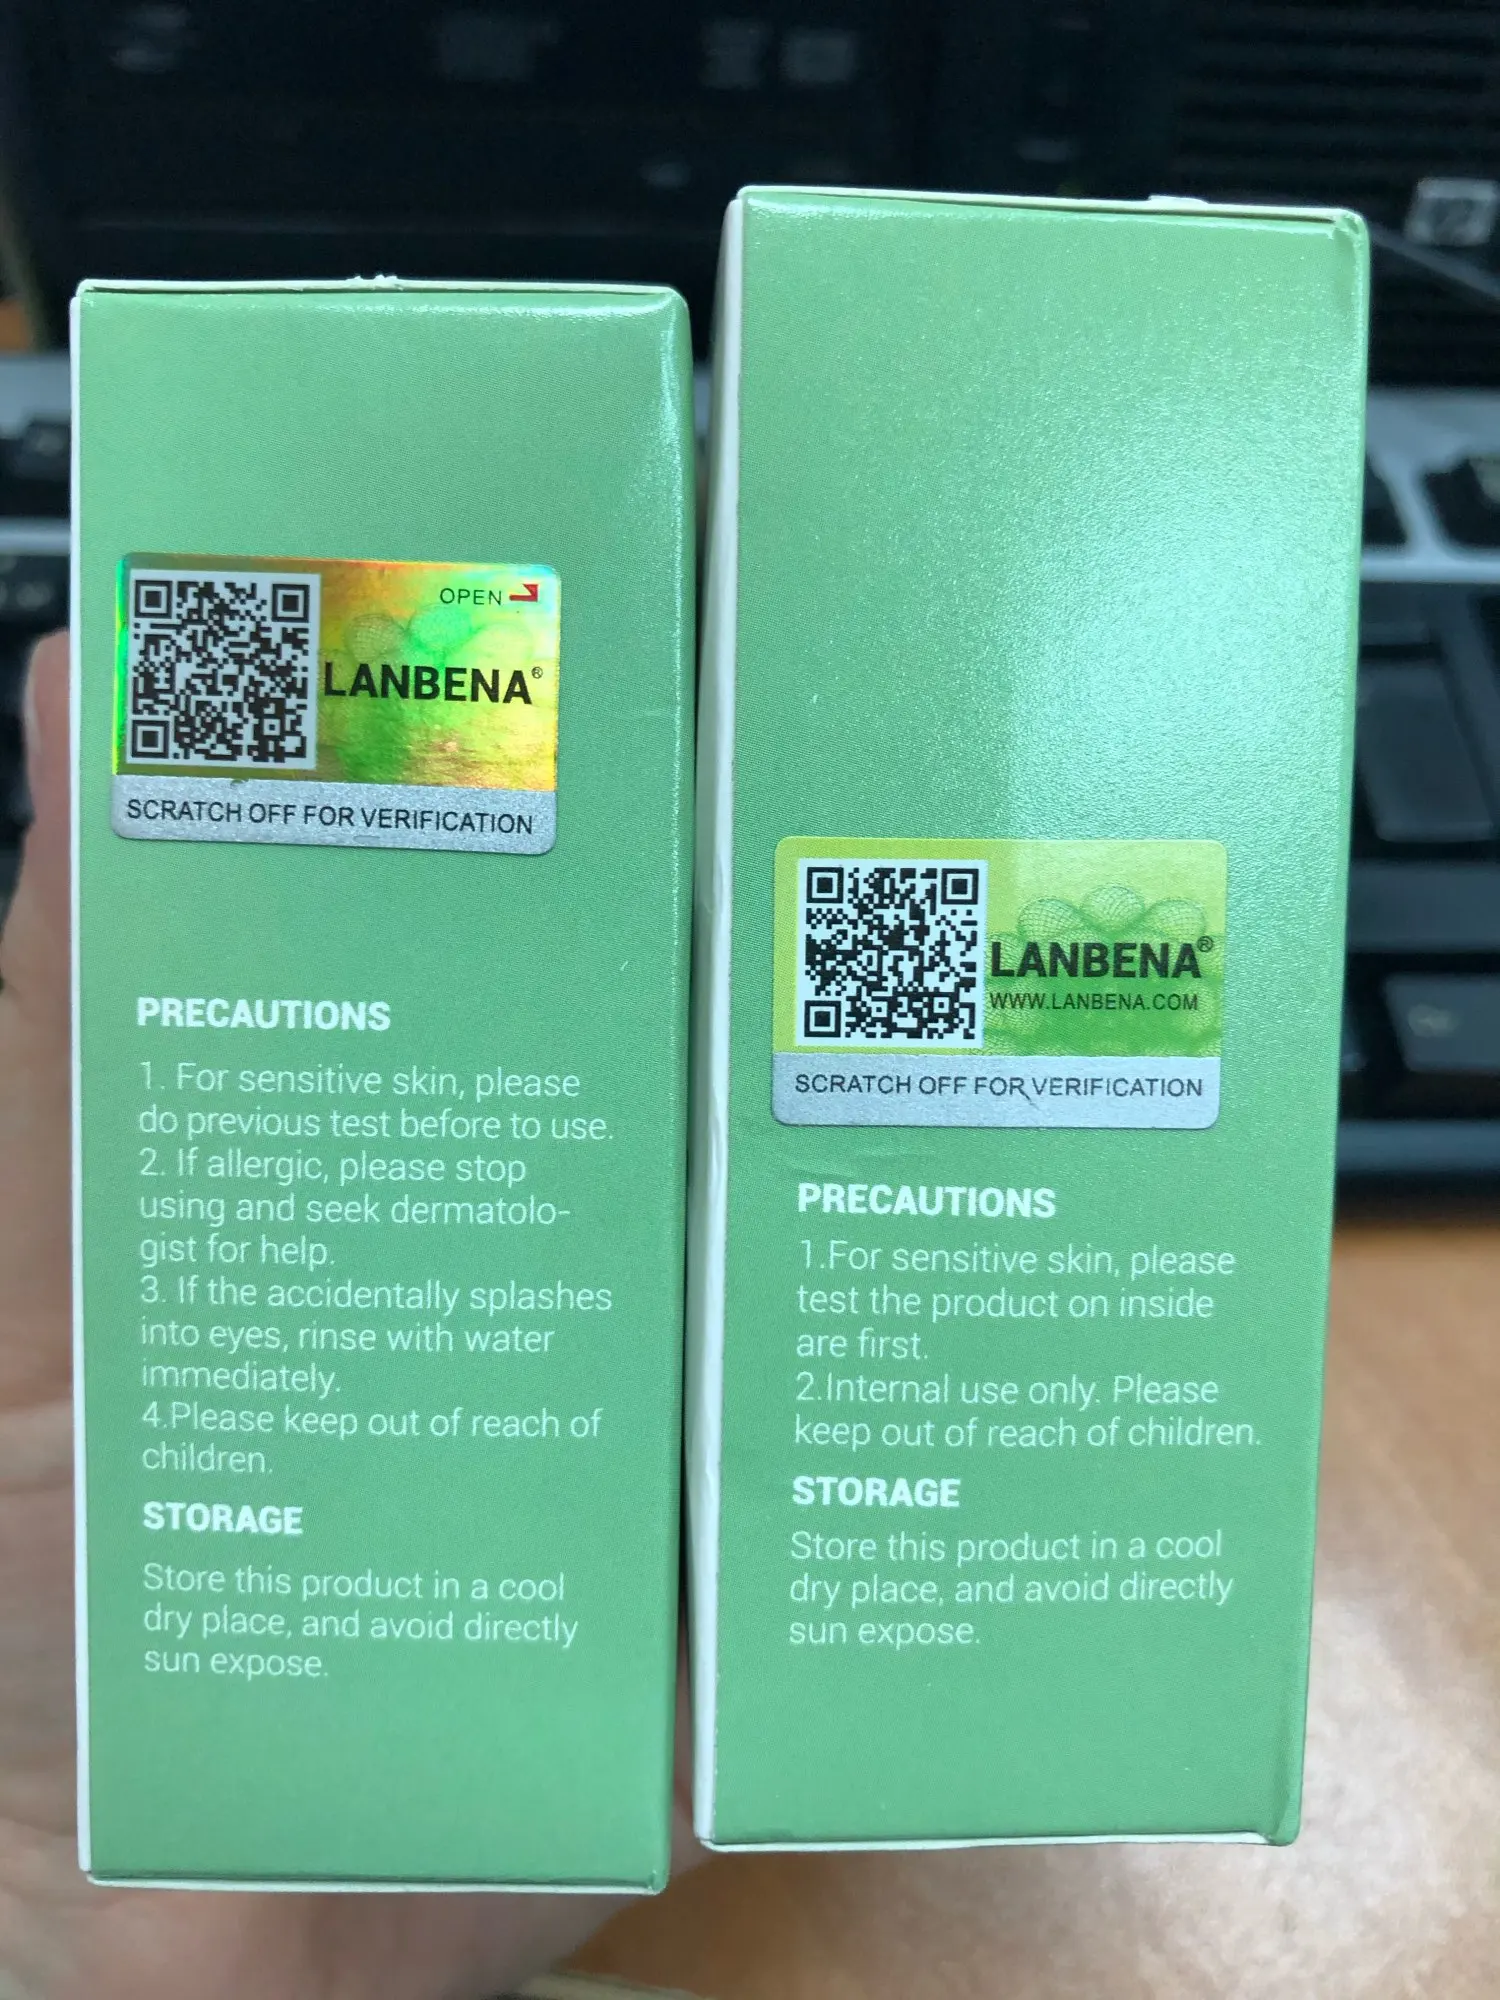 OPEN
LANBENA®
SCRATCH OFF FOR VERIFICATION
PRECAUTIONS
1. For sensitive skin, please
do previous test before to use.
2. If allergic, please stop
using and seek dermatolo-
gist for help.
3. If the accidentally splashes
into eyes, rinse with water
immediately.
4.Please keep out of reach of
children.
STORAGE
Store this product in a cool
dry place, and avoid directly
sun expose.
LANBENA®
WWW.LANBENA.COM
SCRATCH OFF FOR VERIFICATION
PRECAUTIONS
1.For sensitive skin, please
test the product on inside
are first.
2.Internal use only. Please
keep out of reach of children.
STORAGE
Store this product in a cool
dry place, and avoid directly
sun expose.